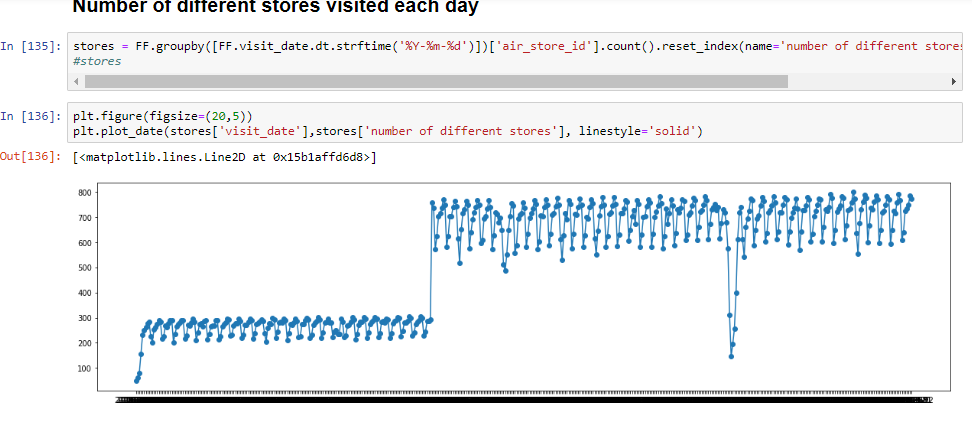 Number of different stores visited each day
In [135]: stores = FF.groupby([FF.visit_date.dt.strftime('%Y-%m-%d')])['air_store_id'].count().reset_index(name='number of different stores
#stores
In [136]: plt.figure(figsize=(20,5))
plt.plot_date(stores['visit_date'],stores['number of different stores'], linestyle='solid')
Out[136]: [<matplotlib.lines.Line2D at 0x15b1affd6d8>]
800
700
600
500
400
300
200
100